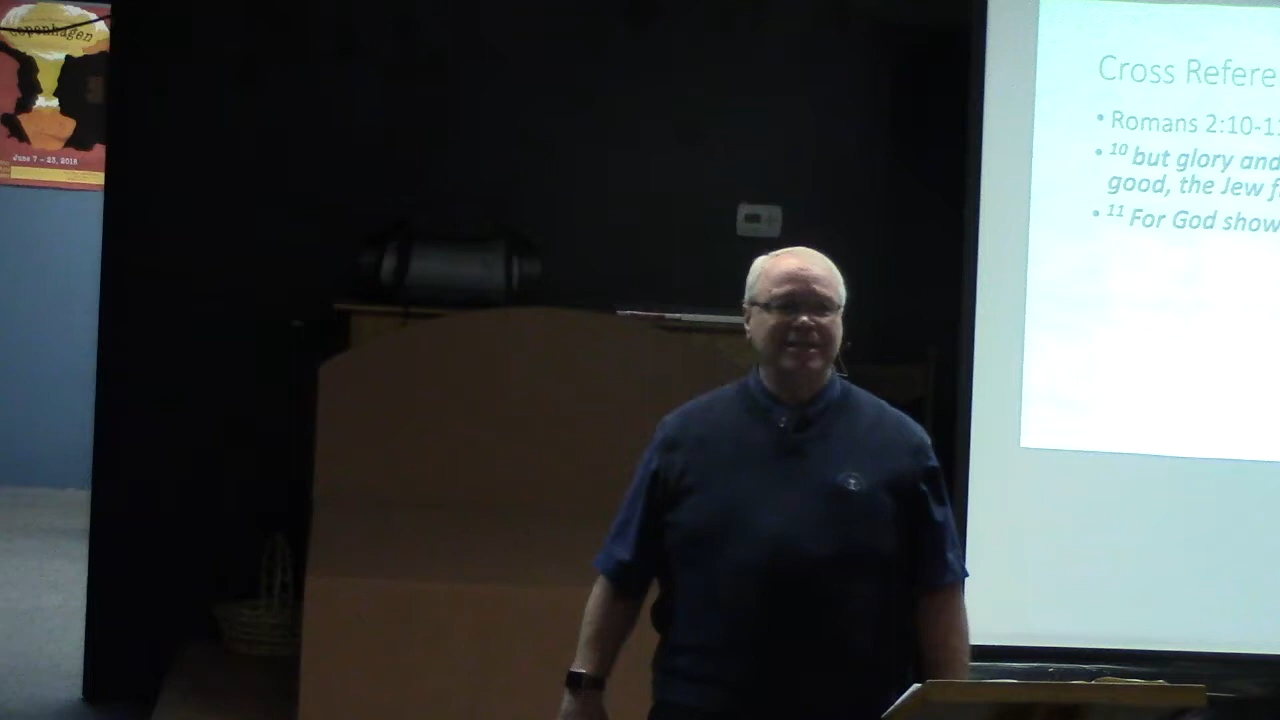 Copenhagen
June 7 - 23, 2018
Cross Refere
• Romans 2:10-1
• 10 but glory and
good, the Jew f
• 11 For God show